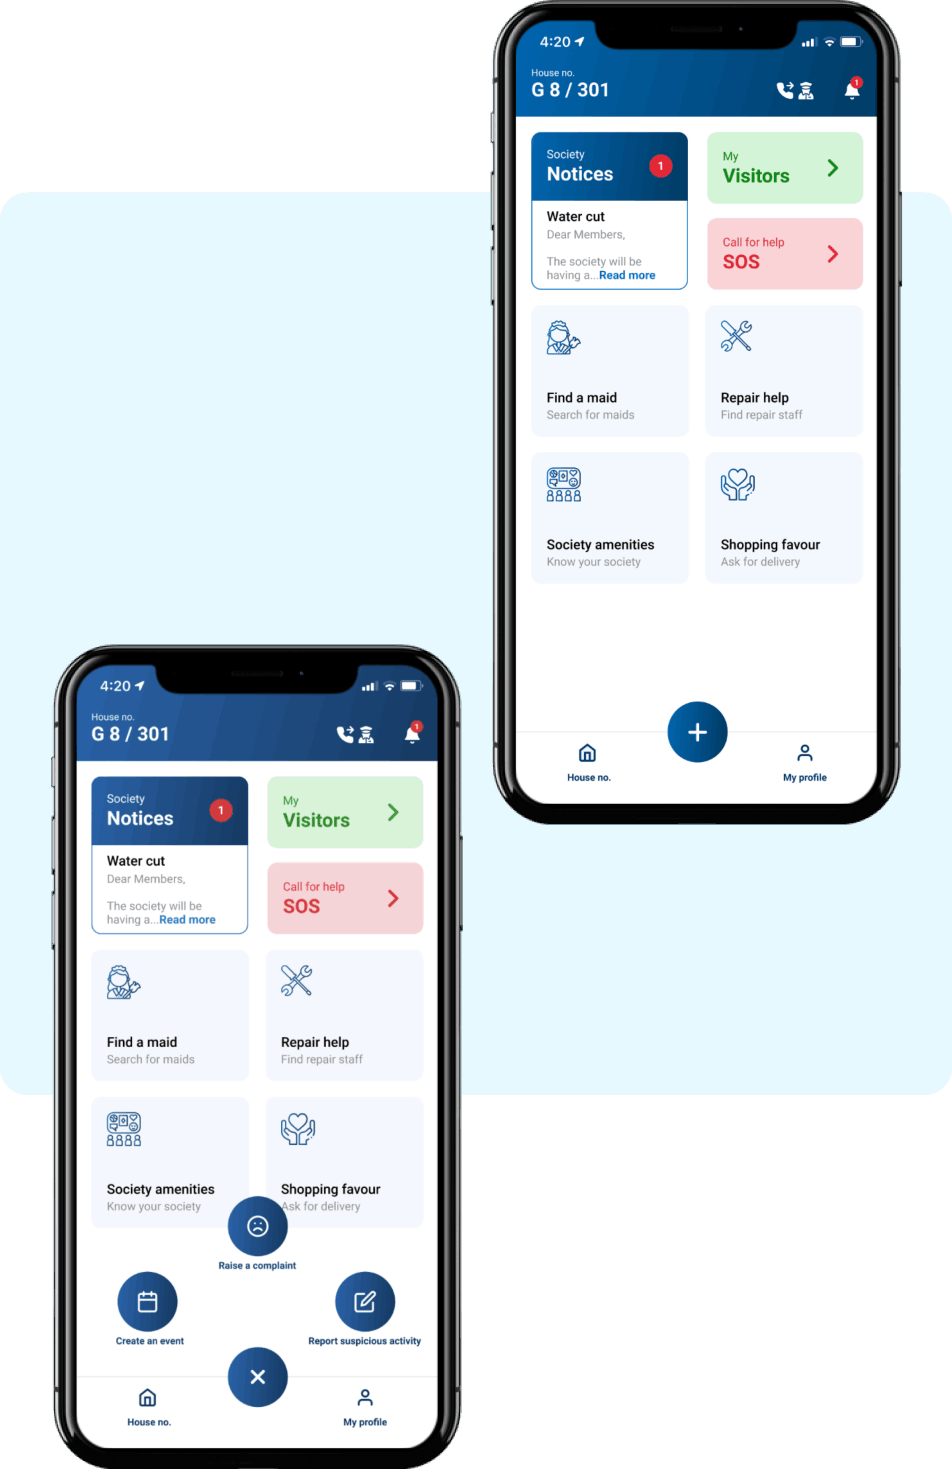 4:20
House no.
G 8 / 301
1
Society
Notices
1
My
Visitors
Water cut
Dear Members,
The society will be
having a...Read more
Call for help
SOS
Find a maid
Search for maids
Repair help
Find repair staff
Society amenities
Know your society
Shopping favour
Ask for delivery
House no.
My profile
4:20
House no.
G 8 / 301
1
Society
Notices
1
My
Visitors
Water cut
Dear Members,
The society will be
having a...Read more
Call for help
SOS
Find a maid
Search for maids
Repair help
Find repair staff
Society amenities
Know your society
Shopping favour
Ask for delivery
Raise a complaint
Create an event
Report suspicious activity
House no.
My profile